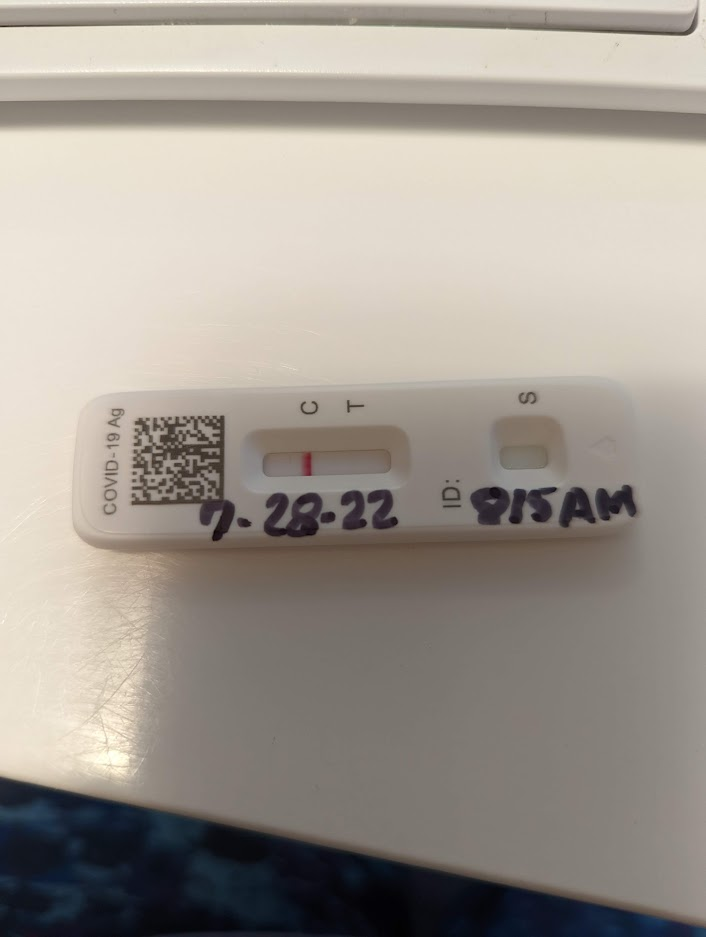 COVID-19 Ag
C
T
S
ID:
7-28-22
815AM